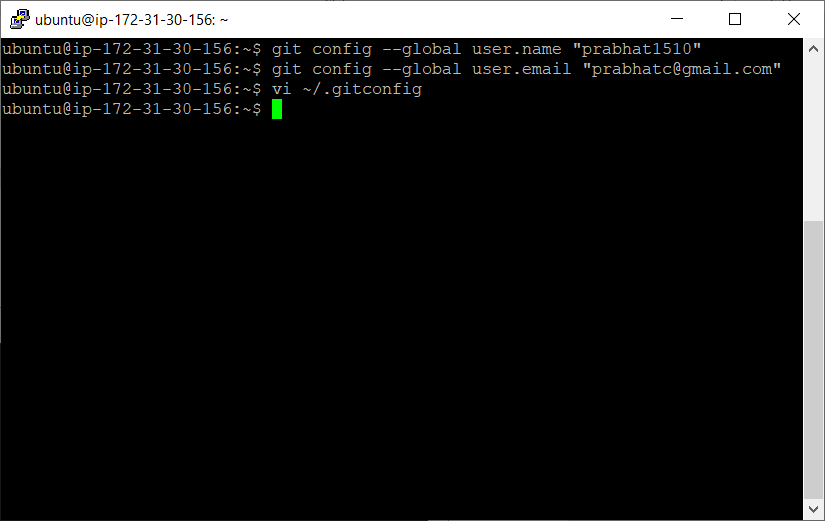 ubuntu@ip-172-31-30-156: ~
ubuntu@ip-172-31-30-156:~$ git config --global user.name "prabhat1510"
ubuntu@ip-172-31-30-156:~$ git config --global user.email "prabhatc@gmail.com"
ubuntu@ip-172-31-30-156:~$ vi ~/.gitconfig
ubuntu@ip-172-31-30-156:~$